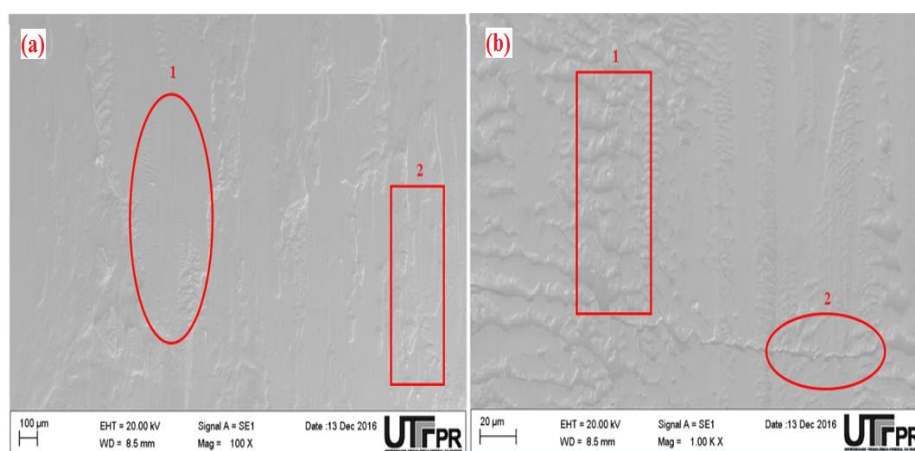 (a)
1
2
100 µm
EHT = 20.00 kV
Signal A = SE1
Date :13 Dec 2016
WD = 8.5 mm
Mag = 100 X
UTFPR
(b)
1
2
20 µm
EHT = 20.00 kV
Signal A = SE1
Date :13 Dec 2016
WD = 8.5 mm
Mag = 1.00 K X
UTFPR